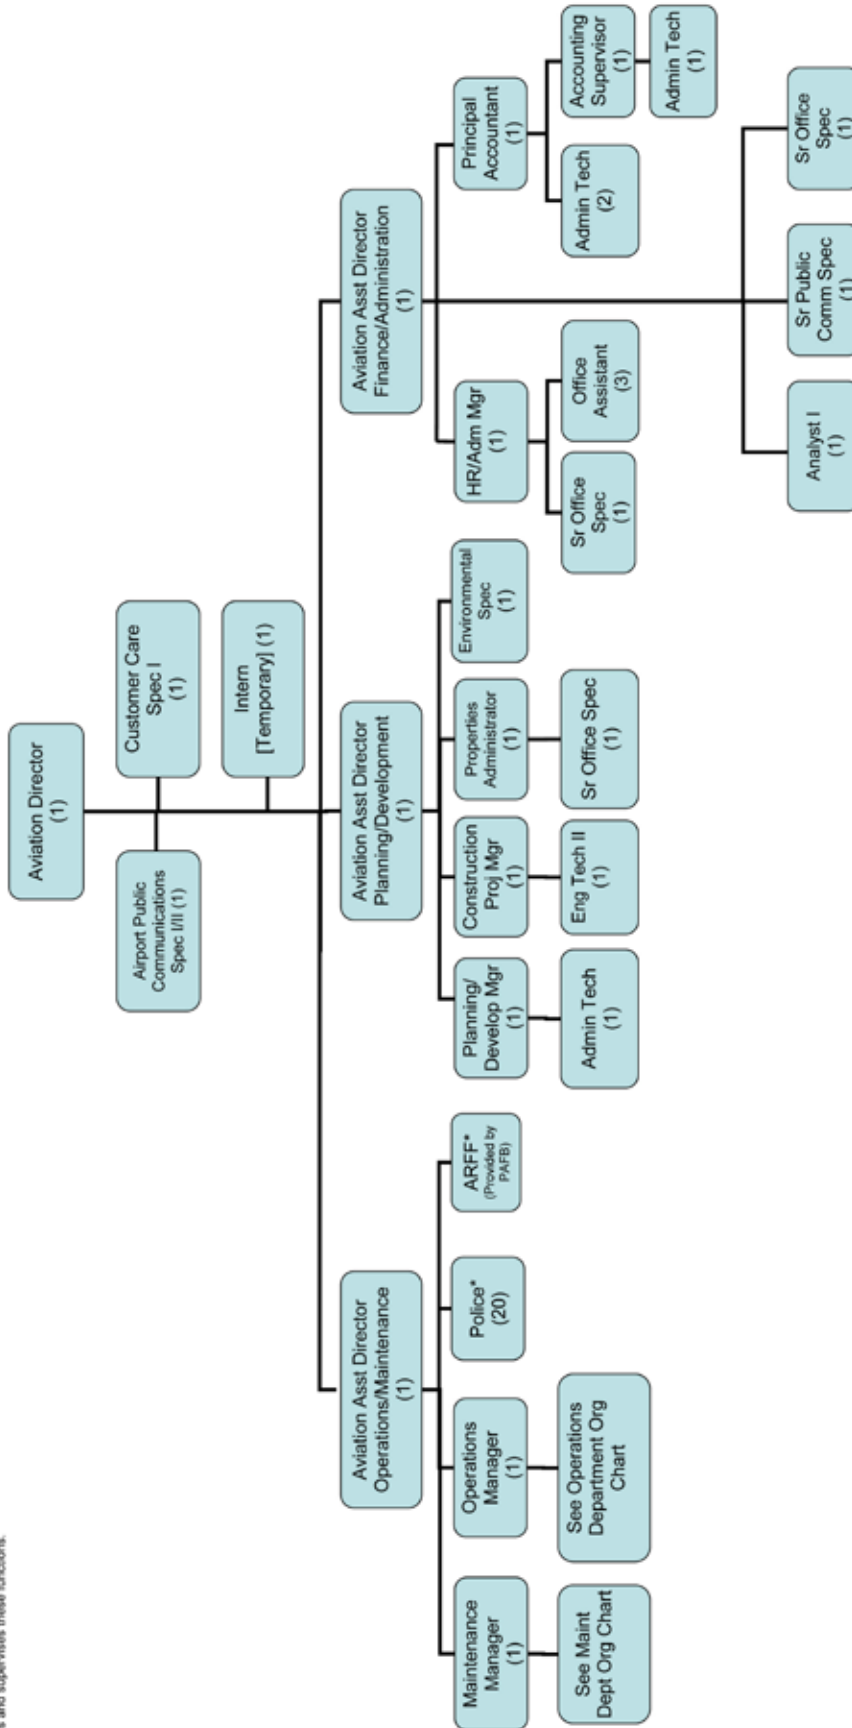 Aviation Director
(1)
Airport Public
Communications
Spec I/II (1)
Customer Care
Spec I
(1)
Intern
[Temporary] (1)
Aviation Asst Director
Operations/Maintenance
(1)
Aviation Asst Director
Planning/Development
(1)
Aviation Asst Director
Finance/Administration
(1)
Maintenance
Manager
(1)
Operations
Manager
(1)
Police*
(20)
ARFF*
(Provided by
PAFB)
Planning/
Develop Mgr
(1)
Construction
Proj Mgr
(1)
Properties
Administrator
(1)
Environmental
Spec
(1)
HR/Adm Mgr
(1)
Principal
Accountant
(1)
See Maint
Dept Org Chart
See Operations
Department Org
Chart
Admin Tech
(1)
Eng Tech II
(1)
Sr Office Spec
(1)
Sr Office
Spec
(1)
Office
Assistant
(3)
Admin Tech
(2)
Accounting
Supervisor
(1)
Admin Tech
(1)
Analyst I
(1)
Sr Public
Comm Spec
(1)
Sr Office
Spec
(1)
and supervises these functions.